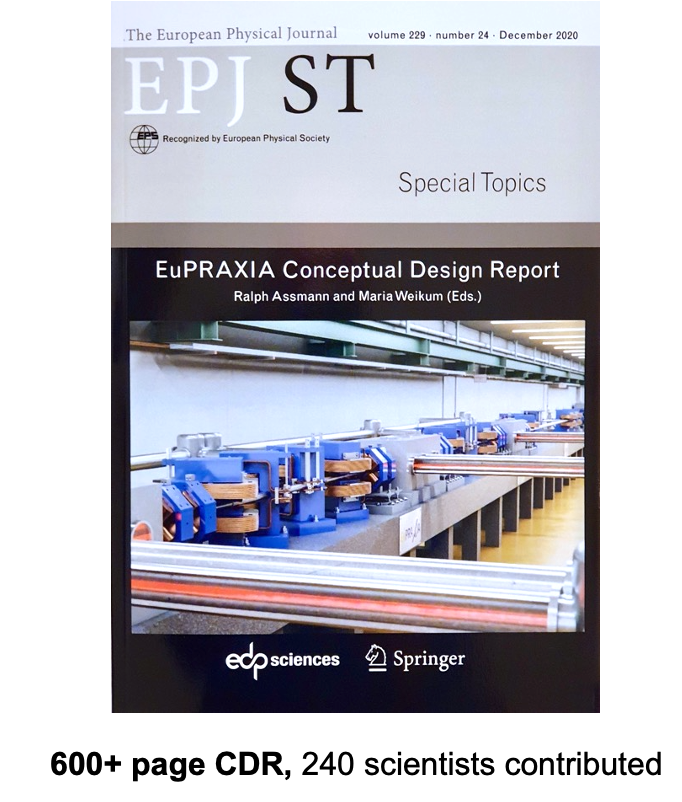 The European Physical Journal
volume 229 · number 24 · December 2020
EPJ ST
EPS
Recognized by European Physical Society
Special Topics
EuPRAXIA Conceptual Design Report
Ralph Assmann and Maria Weikum (Eds.)
edp sciences
Springer
600+ page CDR, 240 scientists contributed